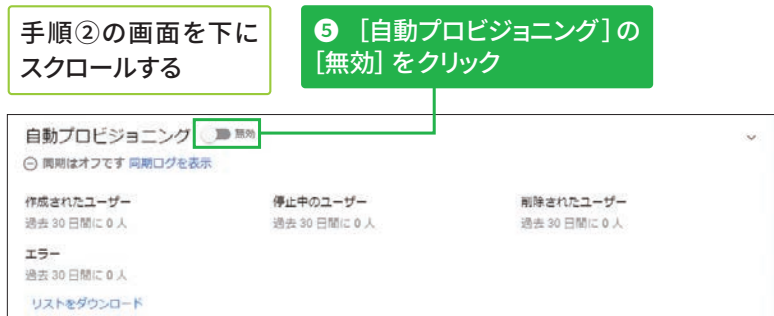 手順②の画面を下に
スクロールする
❺ ［自動プロビジョニング］の
［無効］をクリック
自動プロビジョニング 無効
同期はオフです 同期ログを表示
作成されたユーザー 停止中のユーザー 削除されたユーザー
過去 30 日間に 0 人 過去 30 日間に 0 人 過去 30 日間に 0 人
エラー
過去 30 日間に 0 人
リストをダウンロード